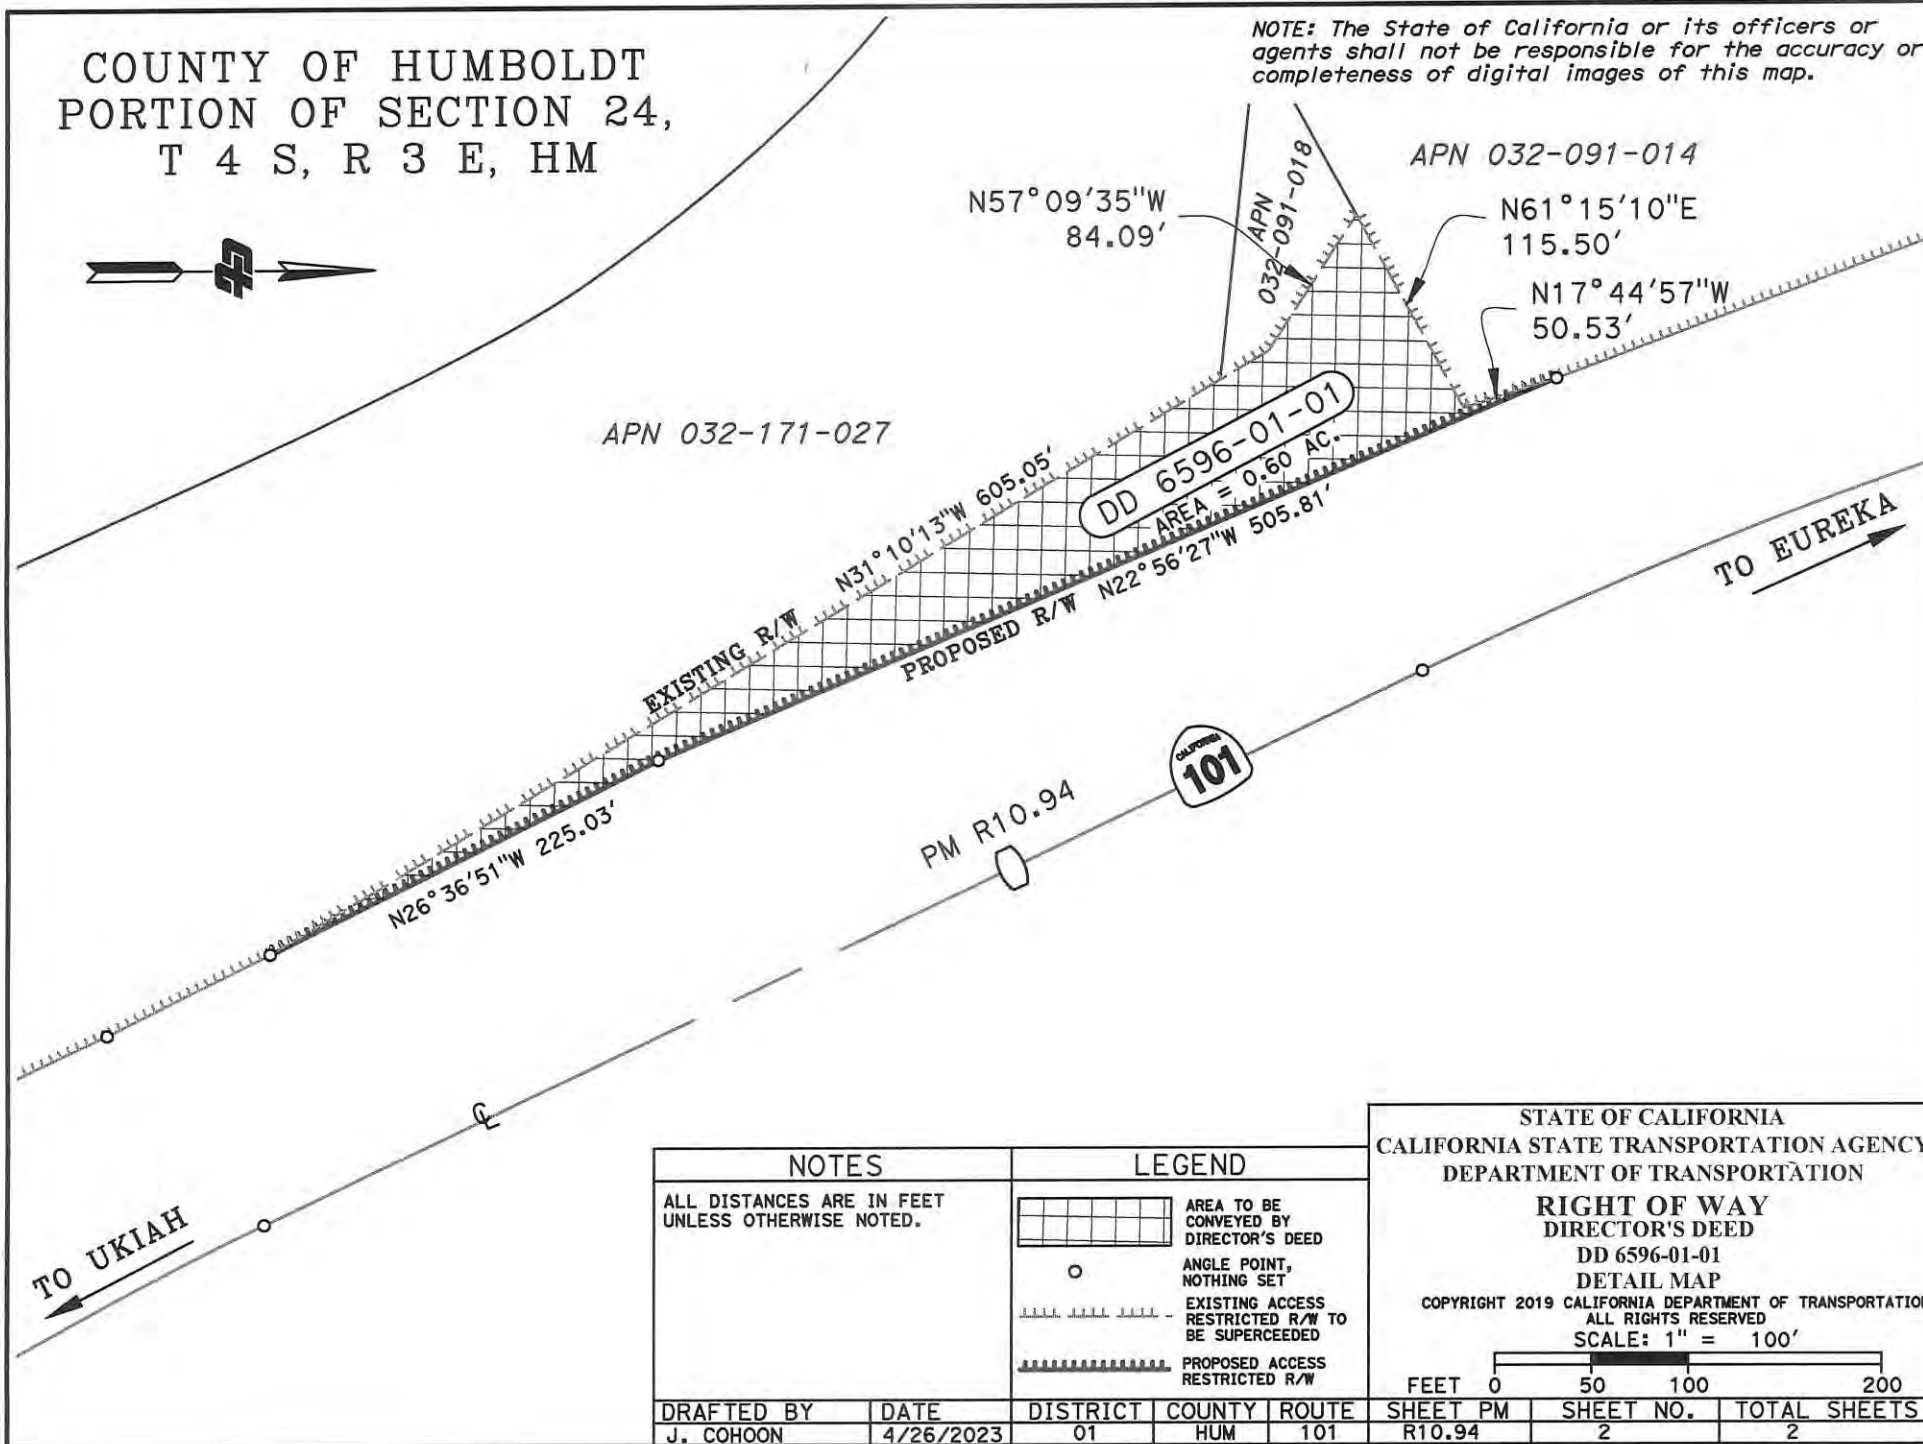 COUNTY OF HUMBOLDT
PORTION OF SECTION 24,
T 4 S, R 3 E, HM
NOTE: The State of California or its officers or
agents shall not be responsible for the accuracy or
completeness of digital images of this map.
APN 032-091-014
APN
032-091-018
N57°09'35"W
84.09'
N61°15'10"E
115.50'
N17°44'57"W
50.53'
APN 032-171-027
DD 6596-01-01
AREA = 0.60 AC.
N31°10'13"W 605.05'
EXISTING R/W
PROPOSED R/W N22°56'27"W 505.81'
N26°36'51"W 225.03'
TO EUREKA
CALIFORNIA
101
PM R10.94
TO UKIAH
NOTES
ALL DISTANCES ARE IN FEET
UNLESS OTHERWISE NOTED.
LEGEND
AREA TO BE
CONVEYED BY
DIRECTOR'S DEED
ANGLE POINT,
NOTHING SET
EXISTING ACCESS
RESTRICTED R/W TO
BE SUPERCEEDED
PROPOSED ACCESS
RESTRICTED R/W
STATE OF CALIFORNIA
CALIFORNIA STATE TRANSPORTATION AGENCY
DEPARTMENT OF TRANSPORTATION
RIGHT OF WAY
DIRECTOR'S DEED
DD 6596-01-01
DETAIL MAP
COPYRIGHT 2019 CALIFORNIA DEPARTMENT OF TRANSPORTATION
ALL RIGHTS RESERVED
SCALE: 1" = 100'
FEET 0 50 100 200
DRAFTED BY DATE DISTRICT COUNTY ROUTE SHEET PM SHEET NO. TOTAL SHEETS
J. COHOON 4/26/2023 01 HUM 101 R10.94 2 2